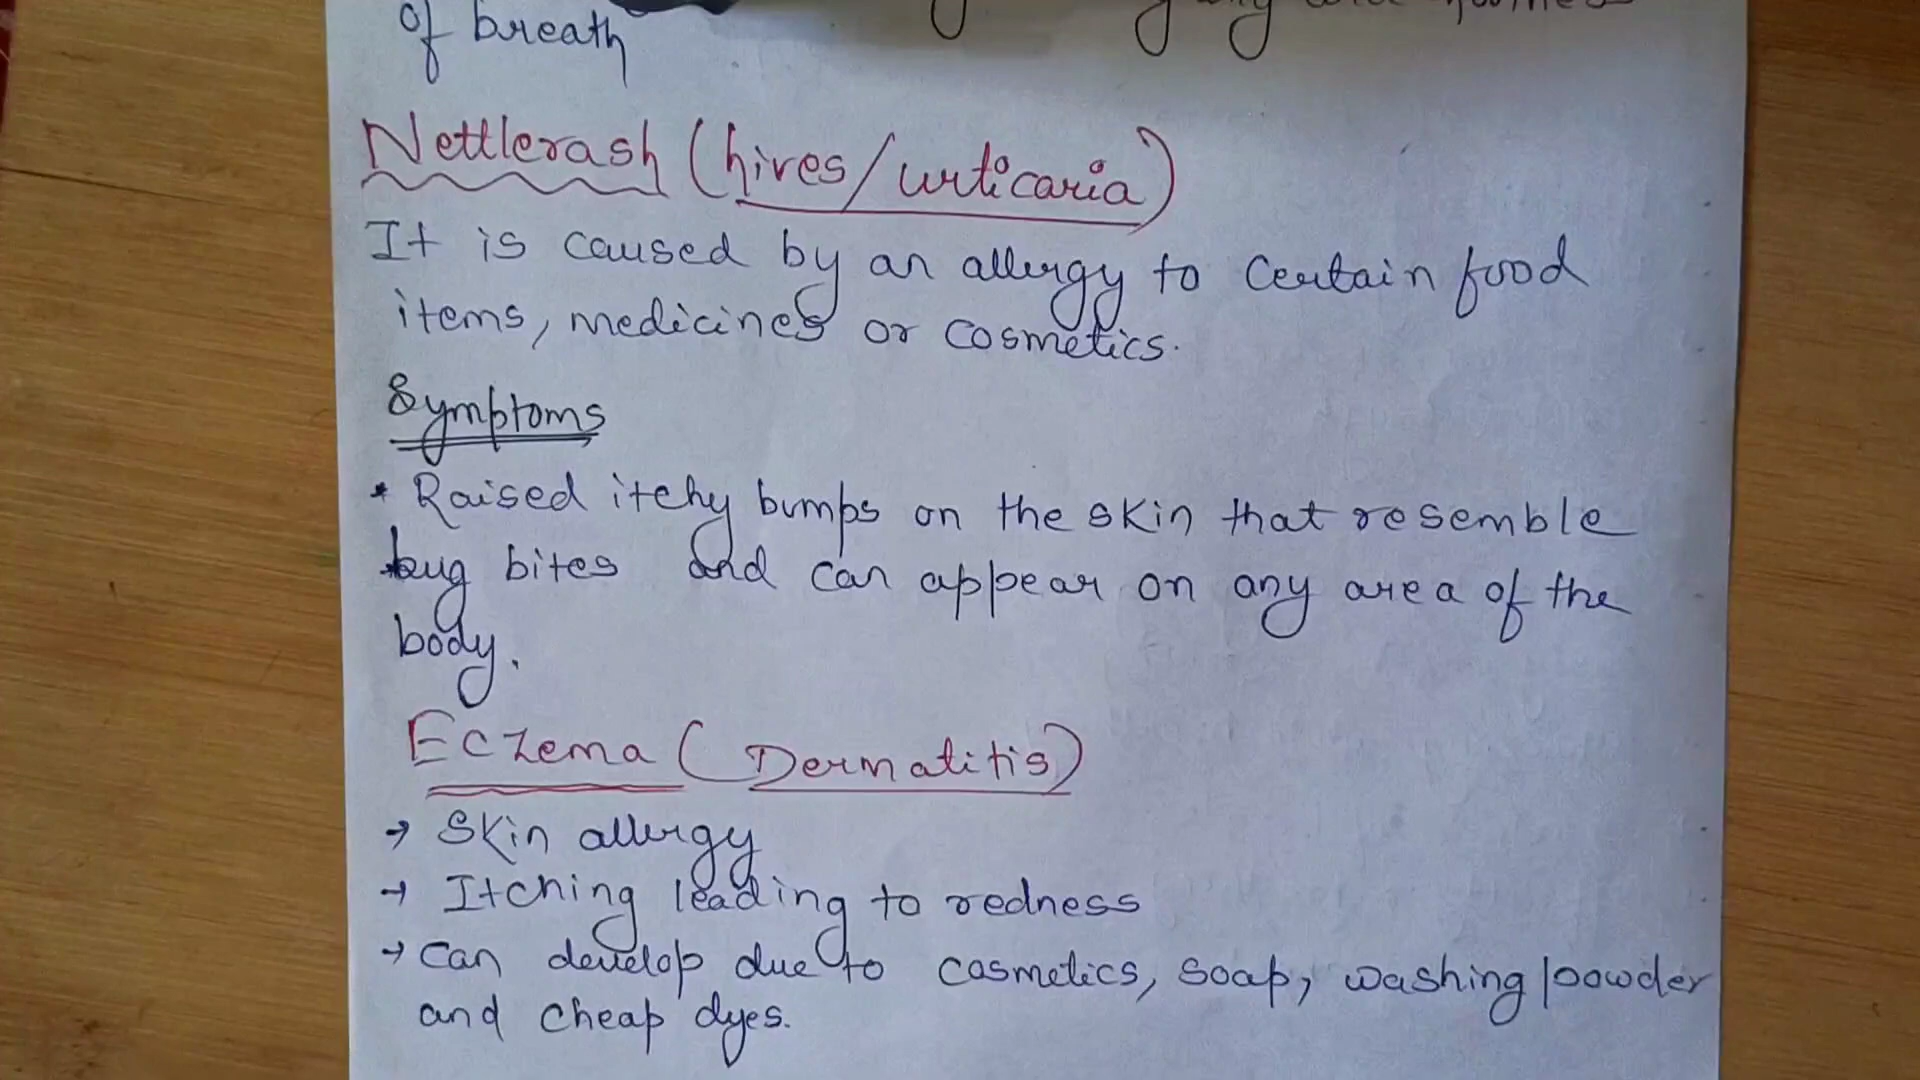 of breath
Nettlerash (hives/urticaria)
It is caused by an allergy to certain food
items, medicines or cosmetics.
Symptoms
* Raised itchy bumps on the skin that resemble
bug bites and can appear on any area of the
body.
Eczema (Dermatitis)
→ Skin allergy
→ Itching leading to redness
→ Can develop due to cosmetics, soap, washing powder
and cheap dyes.